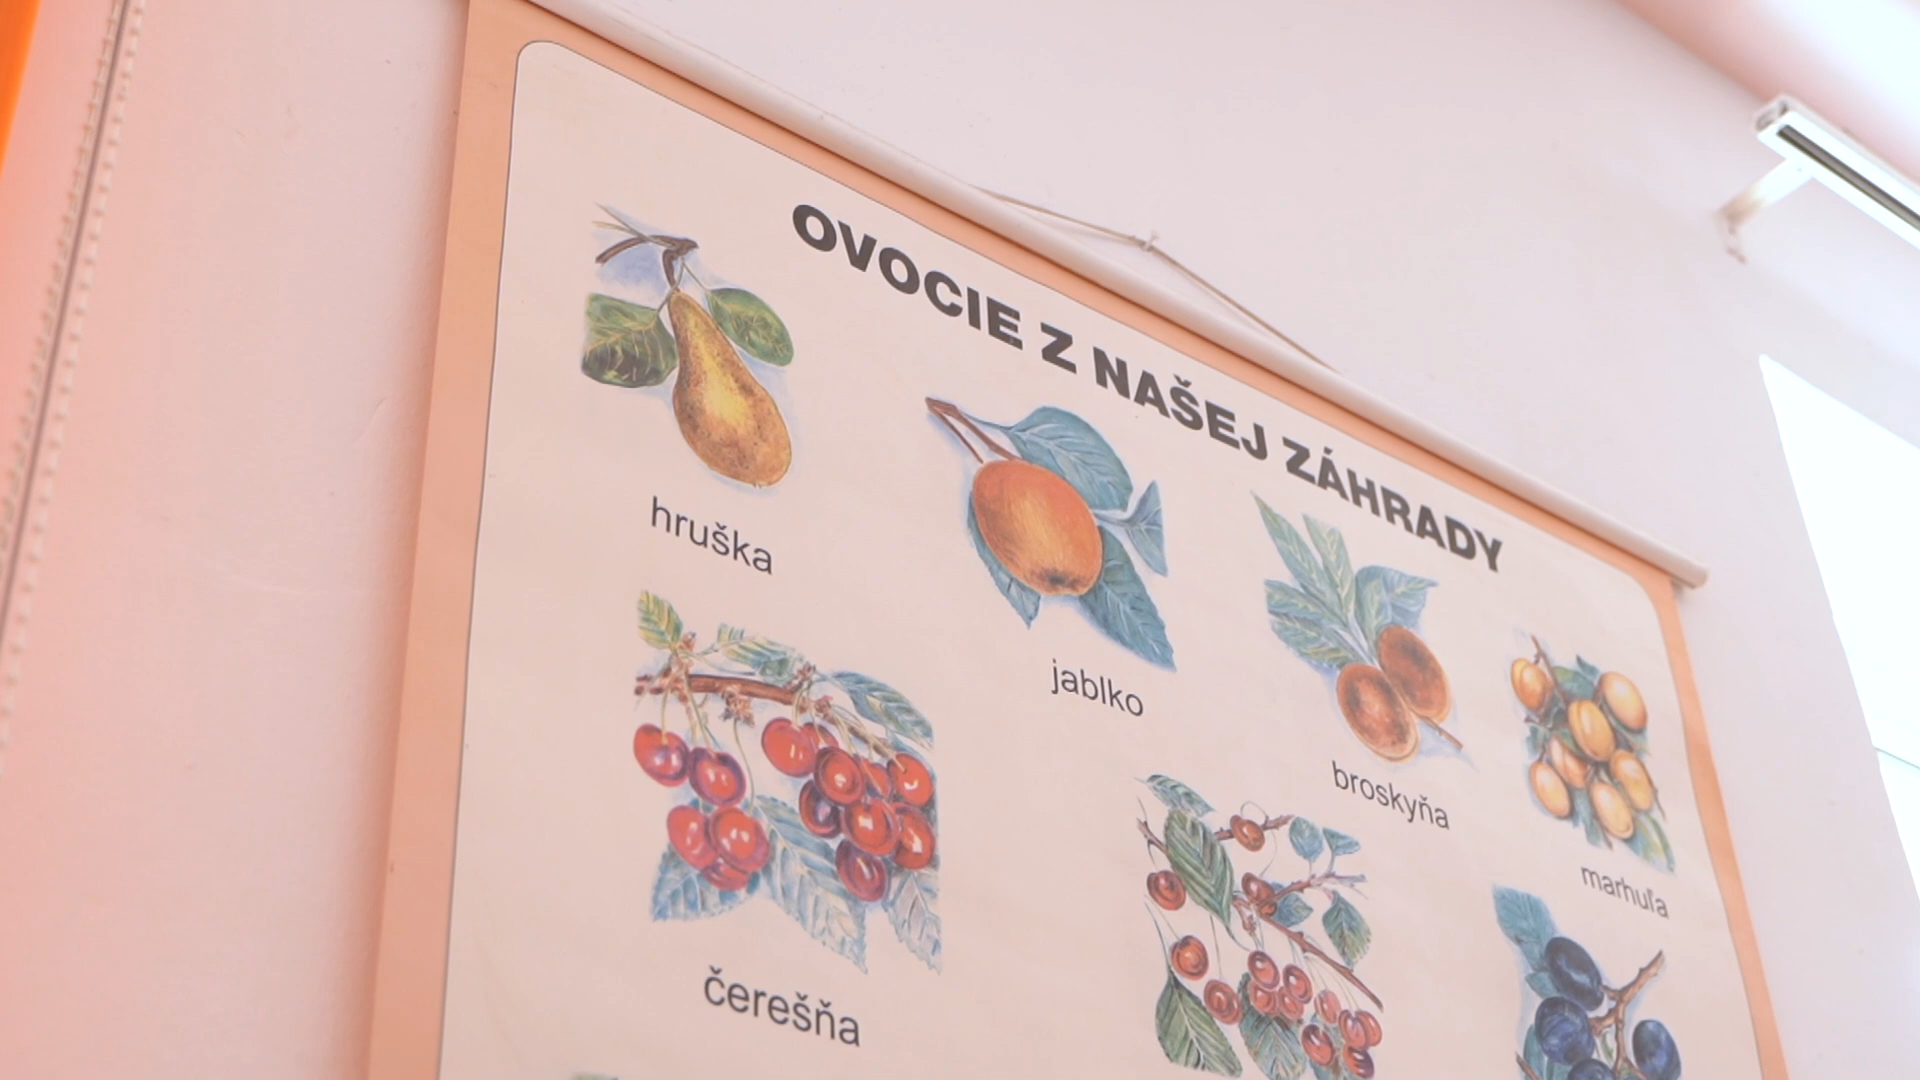 OVOCIE Z NAŠEJ ZÁHRADY
hruška
jablko
broskyňa
marhuľa
čerešňa